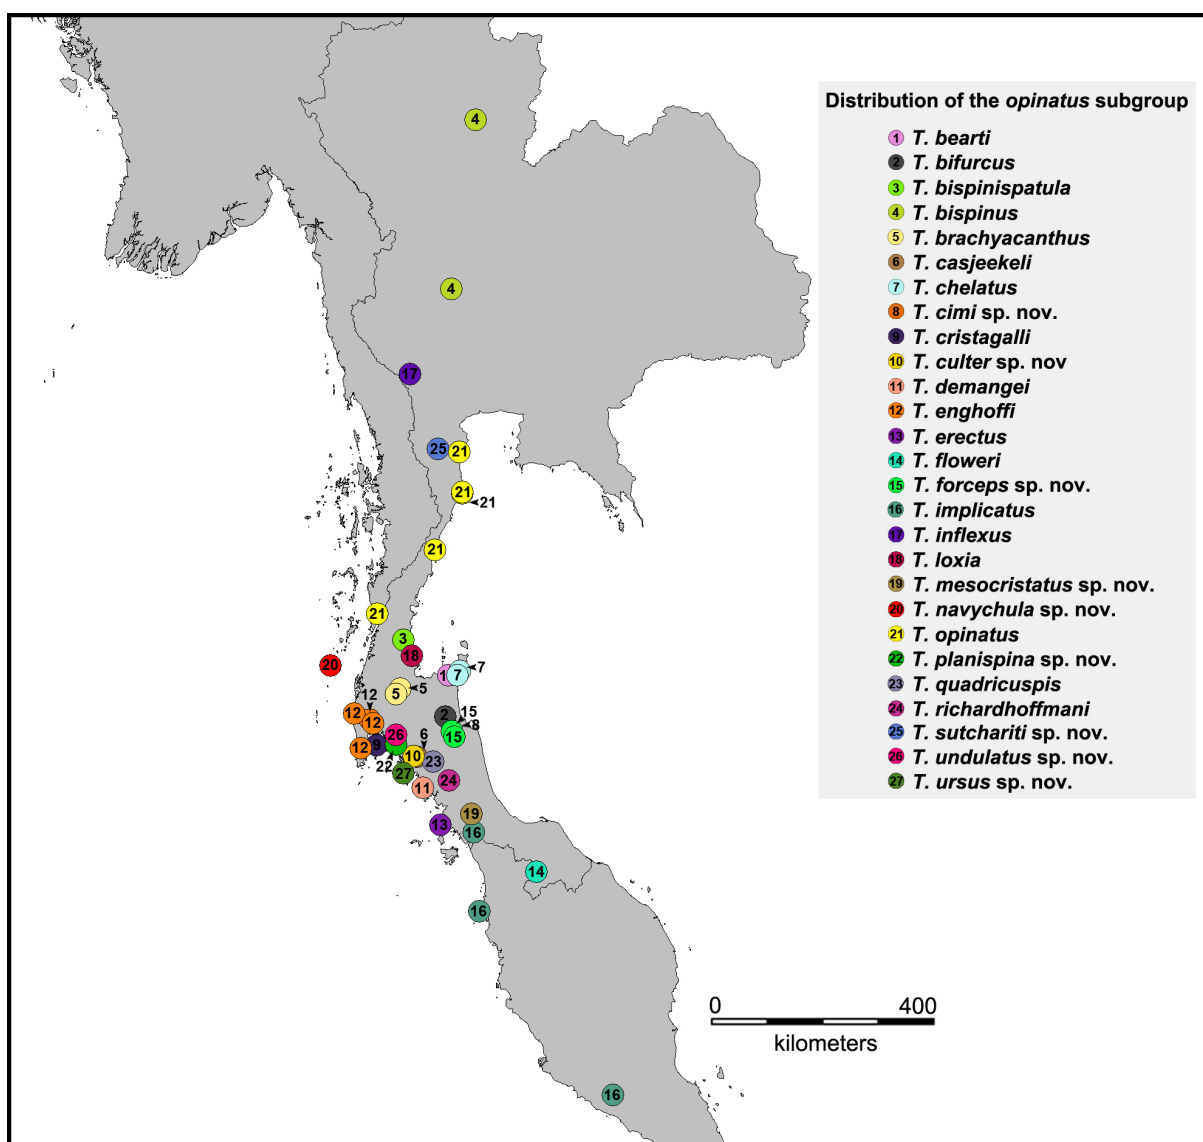 Distribution of the opinatus subgroup
1 T. bearti
2 T. bifurcus
3 T. bispinispatula
4 T. bispinus
5 T. brachyacanthus
6 T. casjeekeli
7 T. chelatus
8 T. cimi sp. nov.
9 T. cristagalli
10 T. culter sp. nov
11 T. demangei
12 T. enghoffi
13 T. erectus
14 T. floweri
15 T. forceps sp. nov.
16 T. implicatus
17 T. inflexus
18 T. loxia
19 T. mesocristatus sp. nov.
20 T. navychula sp. nov.
21 T. opinatus
22 T. planispina sp. nov.
23 T. quadricuspis
24 T. richardhoffmani
25 T. sutchariti sp. nov.
26 T. undulatus sp. nov.
27 T. ursus sp. nov.
4
4
17
25 21
21
21
21
21
3
18
20
1 7 7
5 5
12
12 12
2 15
8
15
26
12 9
22
10 6 23
27
11 24
19
13 16
14
16
16
0 400
kilometers